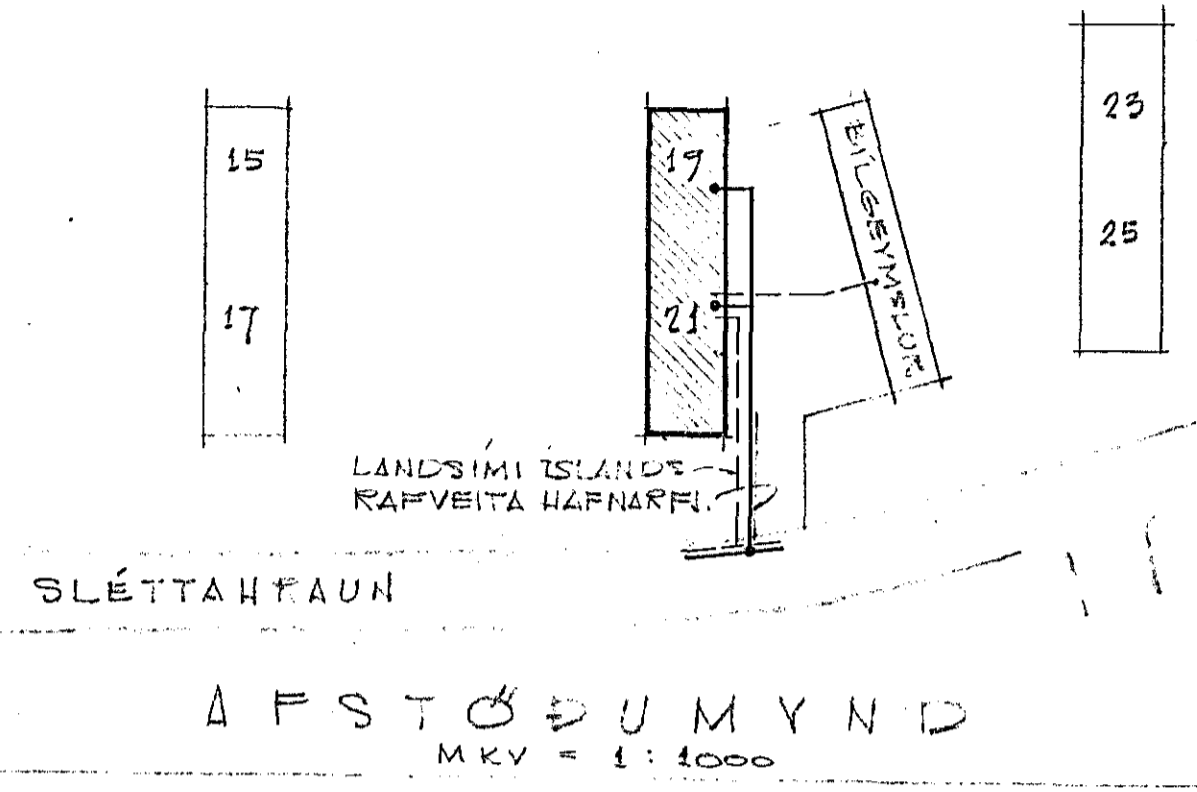 23
15
19
BÍLGEYMSLUR
25
17
21
LANDSÍMI ÍSLANDS
RAFVEITA HAFNARFJ.
SLÉTTAHRAUN
AFSTÖÐUMYND
MKV = 1:1000